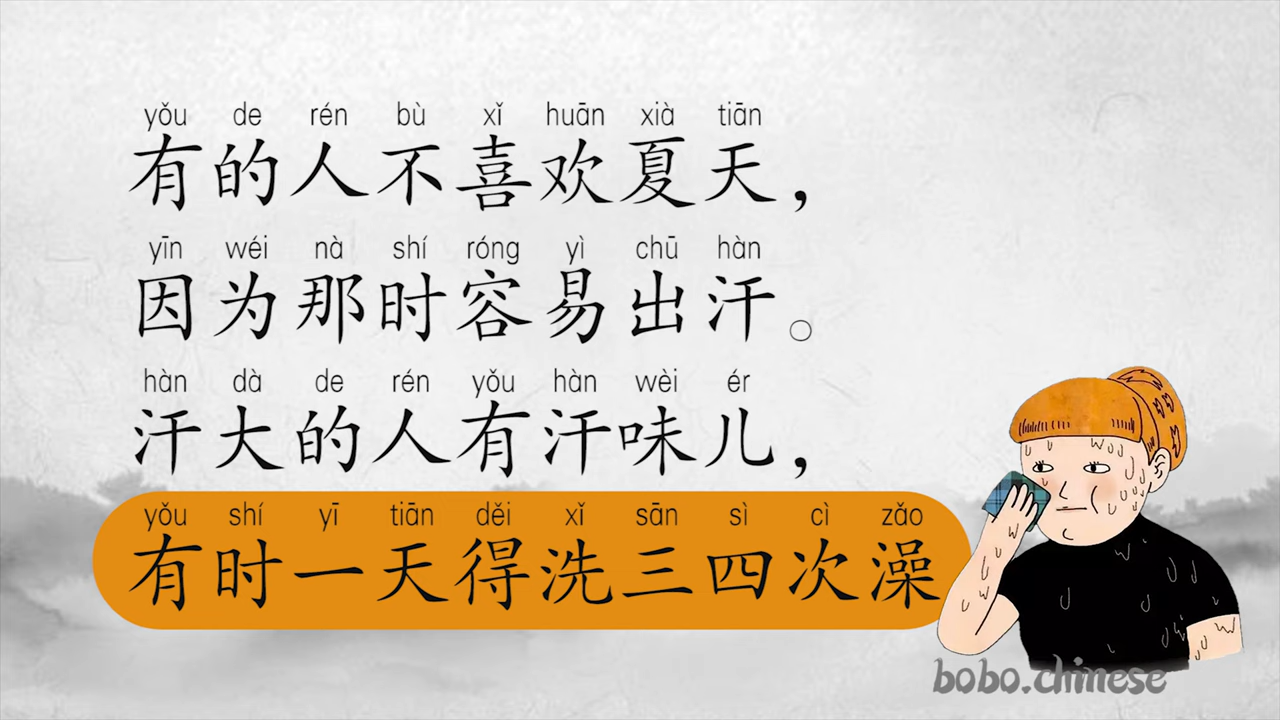 yǒu de rén bù xǐ huān xià tiān
有的人不喜欢夏天，
yīn wéi nà shí róng yì chū hàn
因为那时容易出汗。
hàn dà de rén yǒu hàn wèi ér
汗大的人有汗味儿，
yǒu shí yī tiān děi xǐ sān sì cì zǎo
有时一天得洗三四次澡
bobo.chinese